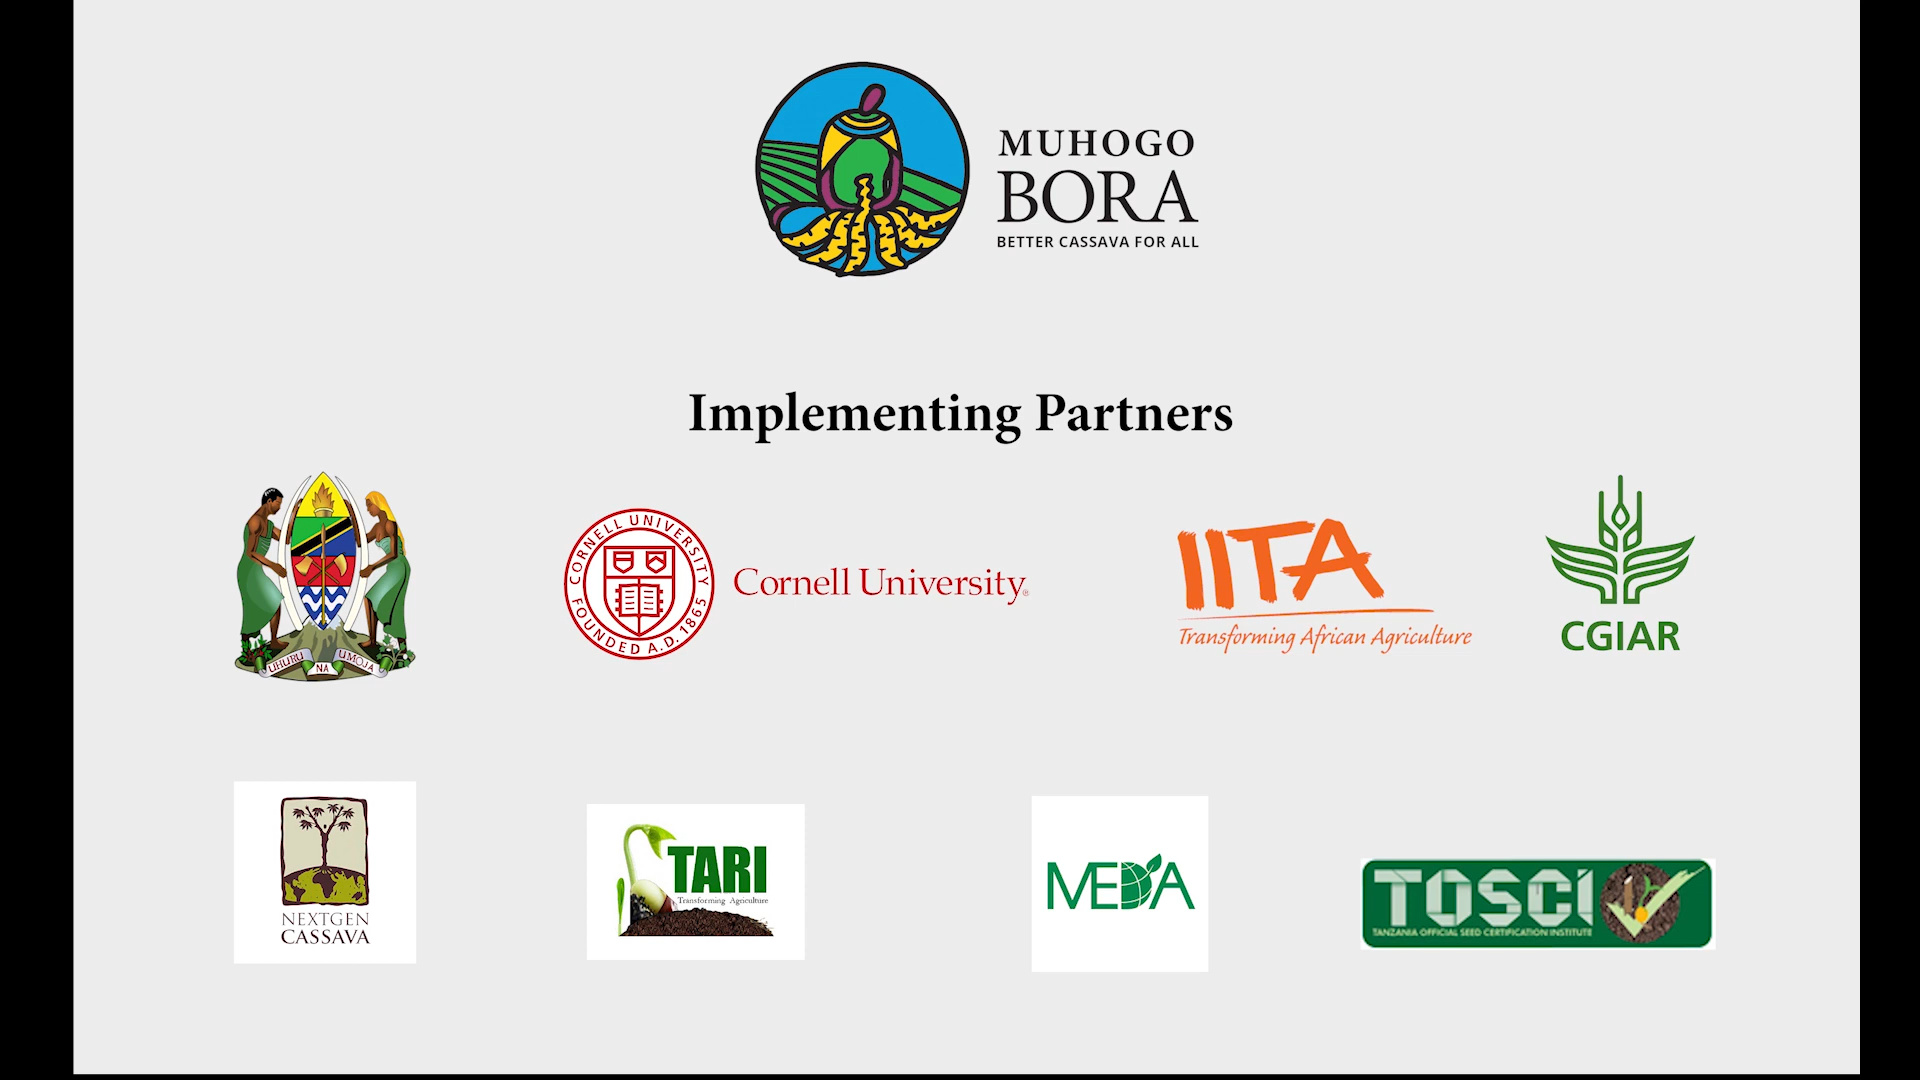 MUHOGO
BORA
BETTER CASSAVA FOR ALL
Implementing Partners
UHURU NA UMOJA
CORNELL UNIVERSITY
FOUNDED A.D. 1865
Cornell University®
IITA
Transforming African Agriculture
CGIAR
NEXTGEN
CASSAVA
TARI
Transforming Agriculture
MEDA
TOSCI
TANZANIA OFFICIAL SEED CERTIFICATION INSTITUTE